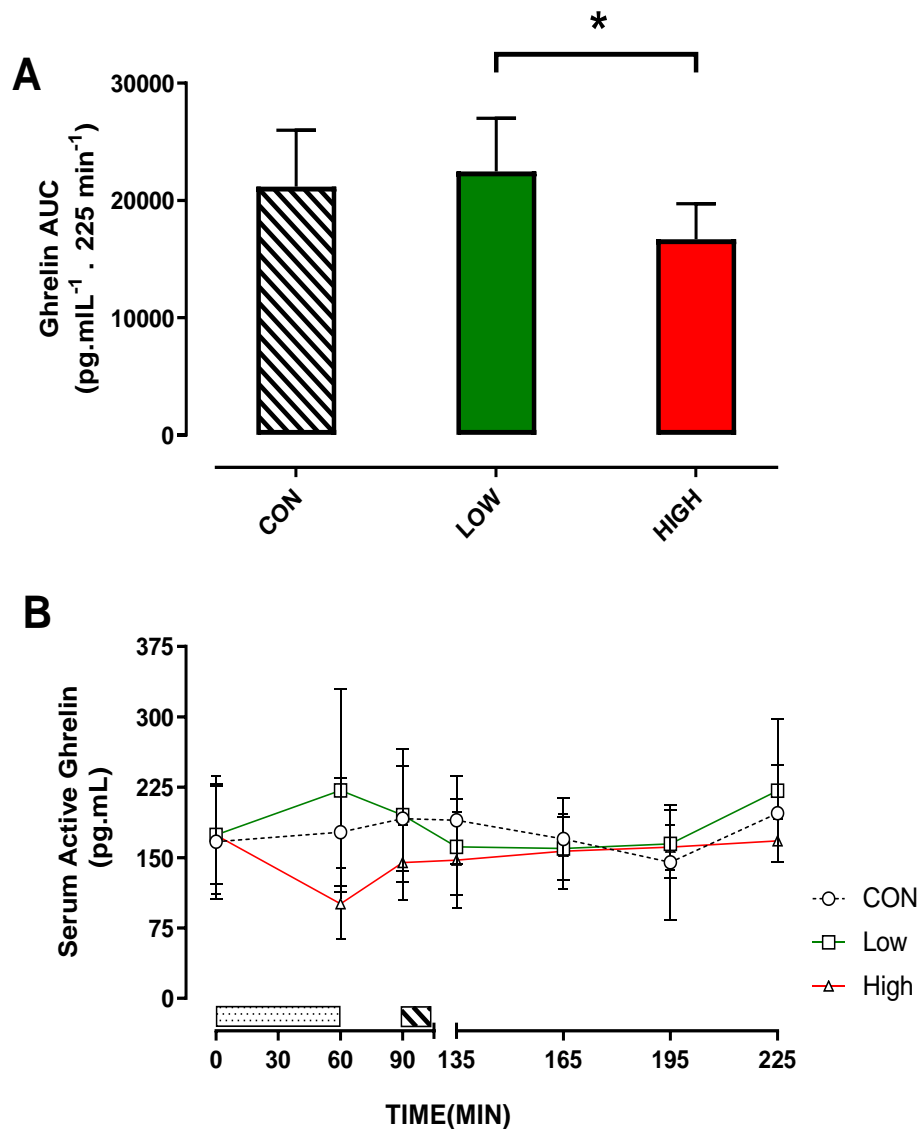 *
A
Ghrelin AUC
(pg.mlL⁻¹ . 225 min⁻¹)
30000
20000
10000
0
CON
LOW
HIGH
B
Serum Active Ghrelin
(pg.mL)
375
300
225
150
75
0
CON
Low
High
0 30 60 90 135 165 195 225
TIME(MIN)